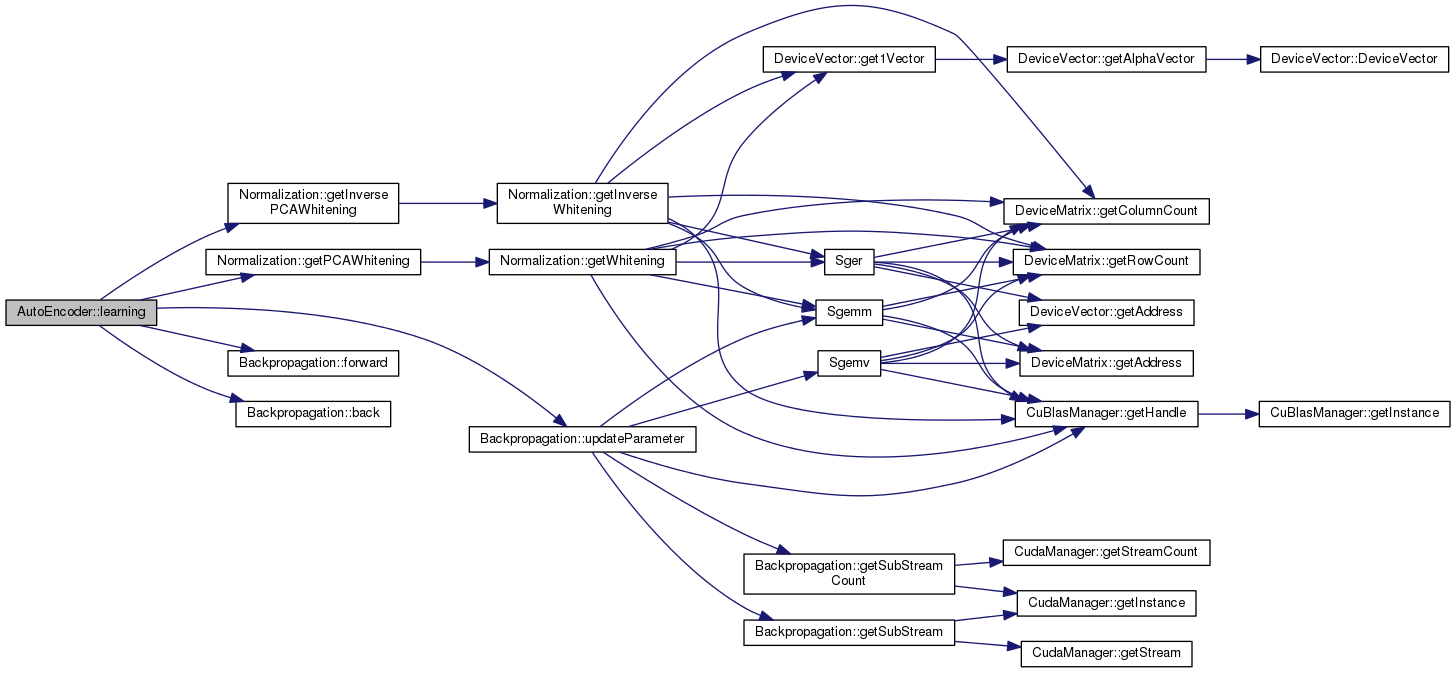 DeviceVector::get1Vector
DeviceVector::getAlphaVector
DeviceVector::DeviceVector
Normalization::getInverse
PCAWhitening
Normalization::getInverse
Whitening
DeviceMatrix::getColumnCount
Normalization::getPCAWhitening
Normalization::getWhitening
Sger
DeviceMatrix::getRowCount
AutoEncoder::learning
Sgemm
DeviceVector::getAddress
Backpropagation::forward
Sgemv
DeviceMatrix::getAddress
Backpropagation::back
CuBlasManager::getHandle
CuBlasManager::getInstance
Backpropagation::updateParameter
Backpropagation::getSubStream
Count
CudaManager::getStreamCount
CudaManager::getInstance
Backpropagation::getSubStream
CudaManager::getStream